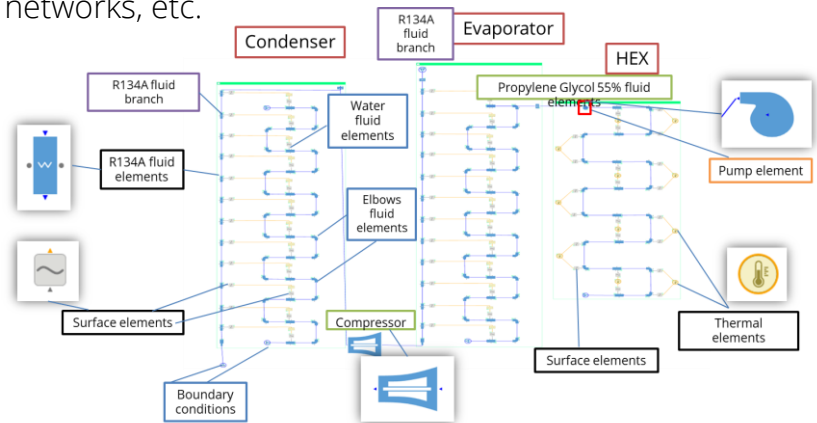 networks, etc.
R134A
fluid
branch
Evaporator
Condenser
HEX
R134A fluid
branch
Propylene Glycol 55% fluid
elements
Water
fluid
elements
R134A fluid
elements
Pump element
Elbows
fluid
elements
E
Surface elements
Compressor
Thermal
elements
Surface elements
Boundary
conditions